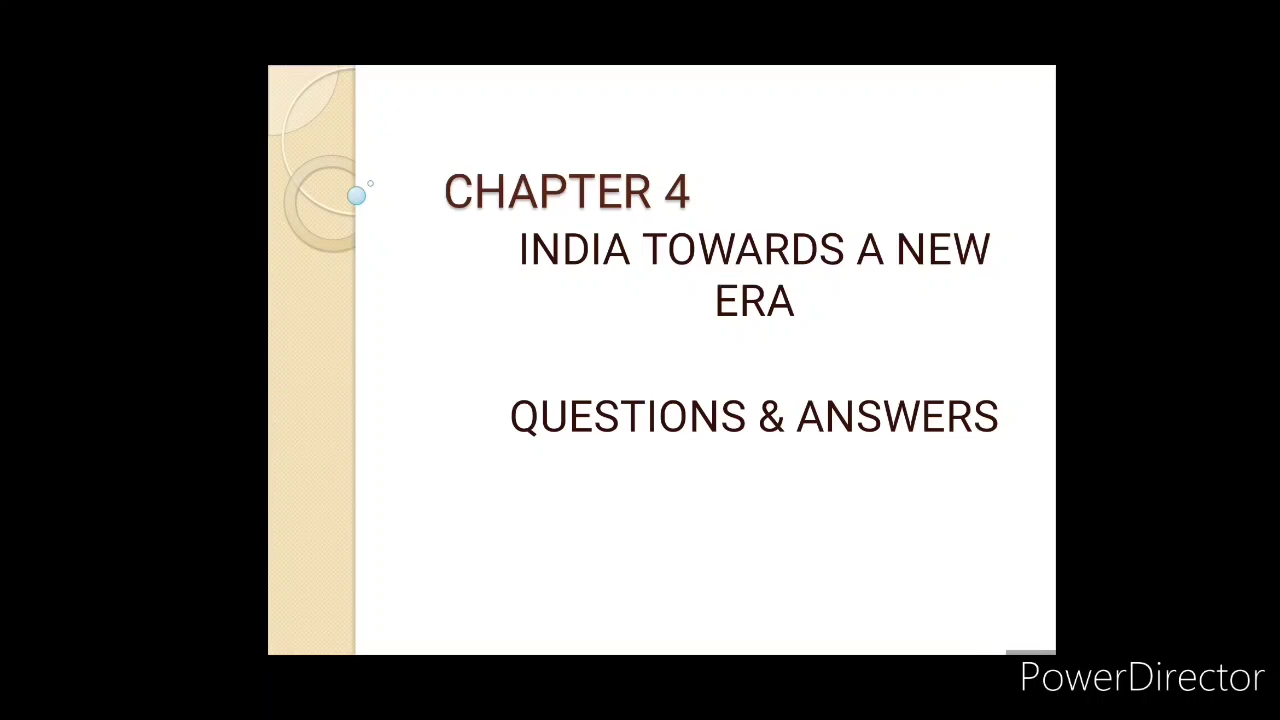 CHAPTER 4
INDIA TOWARDS A NEW
ERA
QUESTIONS & ANSWERS
PowerDirector